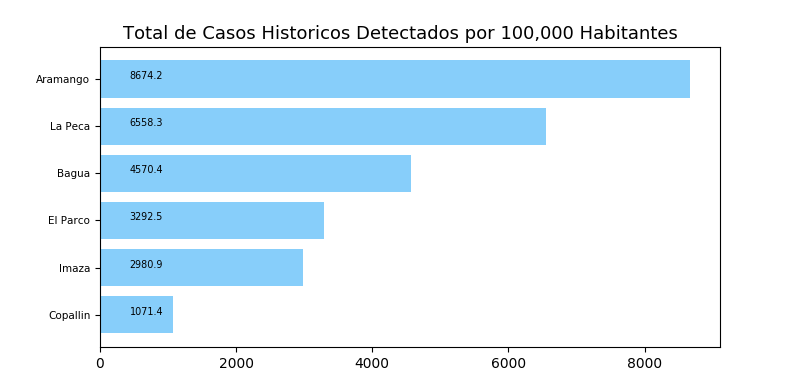 Total de Casos Historicos Detectados por 100,000 Habitantes
Aramango 8674.2
La Peca 6558.3
Bagua 4570.4
El Parco 3292.5
Imaza 2980.9
Copallin 1071.4
0 2000 4000 6000 8000